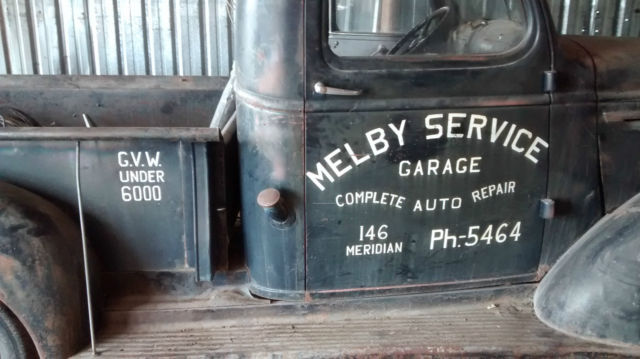 G.V.W.
UNDER
6000
MELBY SERVICE
GARAGE
COMPLETE AUTO REPAIR
146
MERIDIAN
Ph.-5464